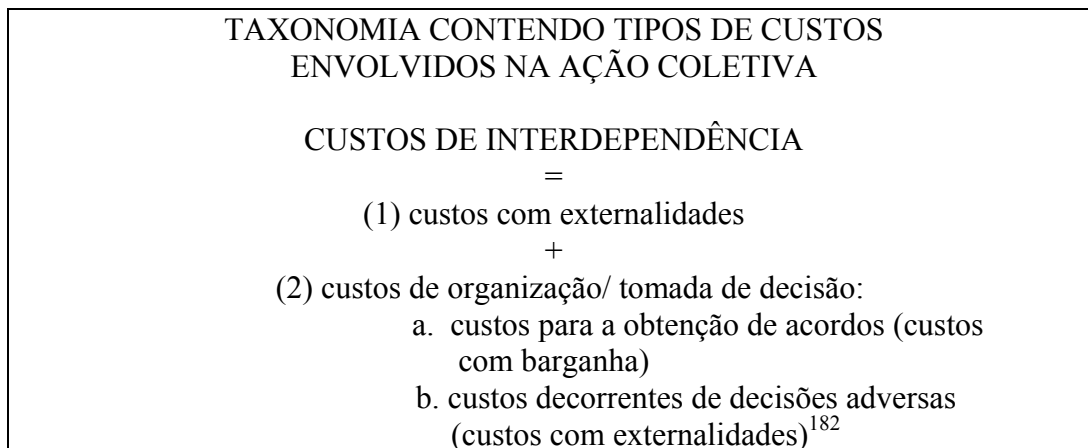 TAXONOMIA CONTENDO TIPOS DE CUSTOS
ENVOLVIDOS NA AÇÃO COLETIVA
CUSTOS DE INTERDEPENDÊNCIA
=
(1) custos com externalidades
+
(2) custos de organização/ tomada de decisão:
a. custos para a obtenção de acordos (custos
com barganha)
b. custos decorrentes de decisões adversas
(custos com externalidades)182